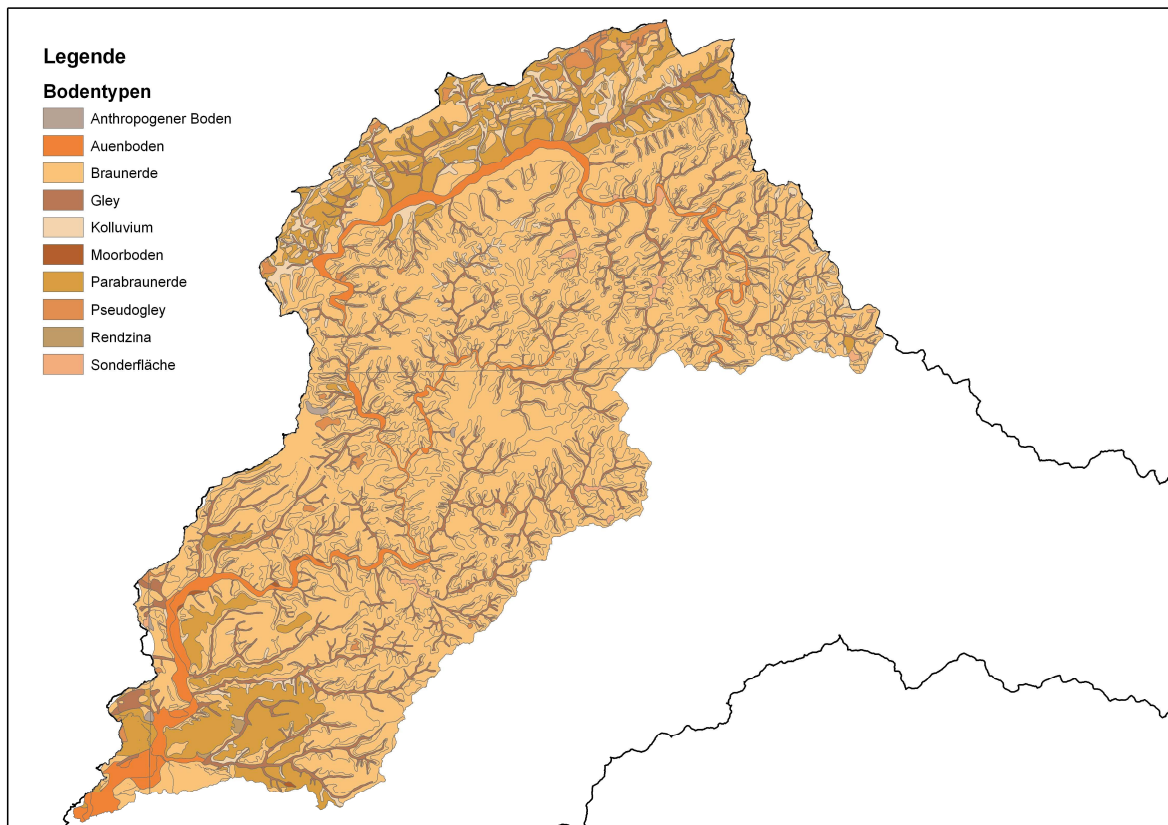 Legende
Bodentypen
Anthropogener Boden
Auenboden
Braunerde
Gley
Kolluvium
Moorboden
Parabraunerde
Pseudogley
Rendzina
Sonderfläche